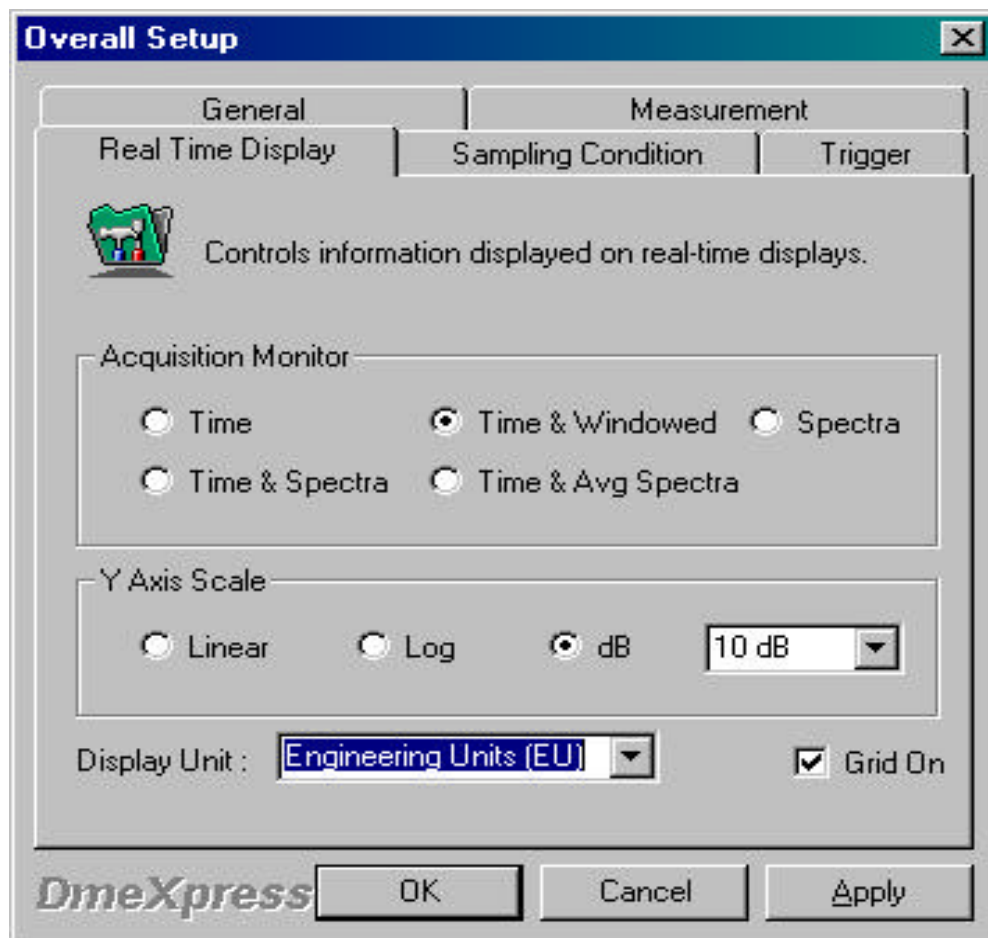 Overall Setup
General Measurement
Real Time Display Sampling Condition Trigger
Controls information displayed on real-time displays.
Acquisition Monitor
Time Time & Windowed Spectra
Time & Spectra Time & Avg Spectra
Y Axis Scale
Linear Log dB 10 dB
Display Unit : Engineering Units (EU) Grid On
DmeXpress OK Cancel Apply